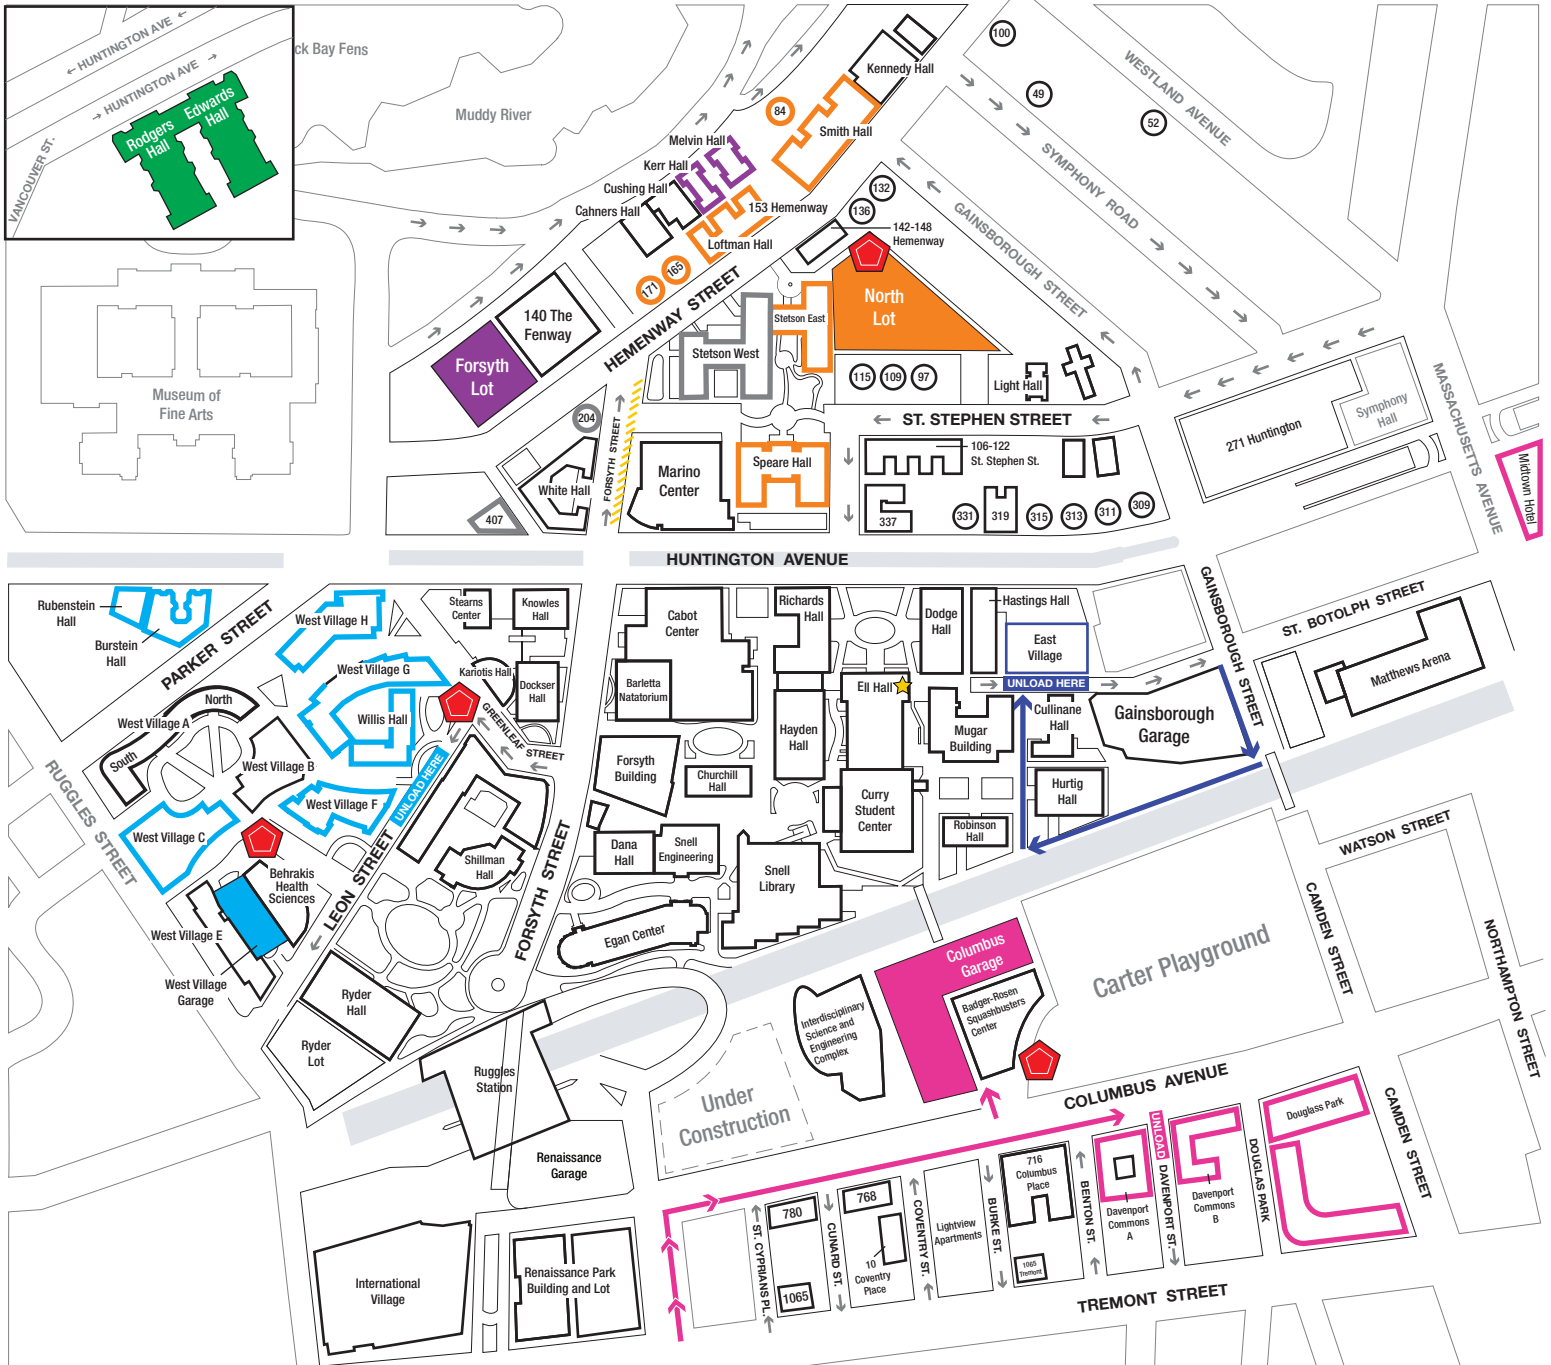 ← HUNTINGTON AVE ←
→ HUNTINGTON AVE →
VANCOUVER ST.
Rodgers
Hall
Edwards
Hall
ck Bay Fens
Muddy River
100
49
52
WESTLAND AVENUE
SYMPHONY ROAD
GAINSBOROUGH STREET
Kennedy Hall
84
Smith Hall
Melvin Hall
Kerr Hall
Cushing Hall
Cahners Hall
153 Hemenway
Loftman Hall
132
136
142-148
Hemenway
171
165
HEMENWAY STREET
140 The
Fenway
Forsyth
Lot
North
Lot
Stetson East
Stetson West
115
109
97
Light Hall
Museum of
Fine Arts
204
FORSYTH STREET
ST. STEPHEN STREET
MASSACHUSETTS AVENUE
Symphony
Hall
271 Huntington
Midtown Hotel
White Hall
407
Marino
Center
Speare Hall
106-122
St. Stephen St.
337
331
319
315
313
311
309
HUNTINGTON AVENUE
Rubenstein
Hall
Burstein
Hall
PARKER STREET
West Village H
West Village G
Stearns
Center
Knowles
Hall
Kariotis Hall
Dockser
Hall
Willis Hall
GREENLEAF STREET
North
West Village A
South
West Village B
West Village F
West Village C
UNLOAD HERE
RUGGLES STREET
LEON STREET
Behrakis
Health
Sciences
West Village E
West Village
Garage
Shillman
Hall
FORSYTH STREET
Ryder
Hall
Ryder
Lot
Cabot
Center
Barletta
Natatorium
Richards
Hall
Dodge
Hall
Hastings Hall
East
Village
UNLOAD HERE
Ell Hall
Hayden
Hall
Mugar
Building
Cullinane
Hall
Gainsborough
Garage
GAINSBOROUGH STREET
ST. BOTOLPH STREET
Matthews Arena
Forsyth
Building
Churchill
Hall
Curry
Student
Center
Hurtig
Hall
Robinson
Hall
Dana
Hall
Snell
Engineering
Snell
Library
Egan Center
WATSON STREET
CAMDEN STREET
NORTHAMPTON STREET
Columbus
Garage
Carter Playground
Badger-Rosen
Squashbusters
Center
Interdisciplinary
Science and
Engineering
Complex
Ruggles
Station
Under
Construction
COLUMBUS AVENUE
Renaissance
Garage
International
Village
Renaissance Park
Building and Lot
ST. CYPRIANS PL.
780
1065
CUNARD ST.
768
10
Coventry
Place
COVENTRY ST.
Lightview
Apartments
BURKE ST.
716
Columbus
Place
1065
Tremont
BENTON ST.
Davenport
Commons
A
UNLOAD
DAVENPORT ST.
Davenport
Commons
B
DOUGLAS PARK
Douglass Park
CAMDEN STREET
TREMONT STREET